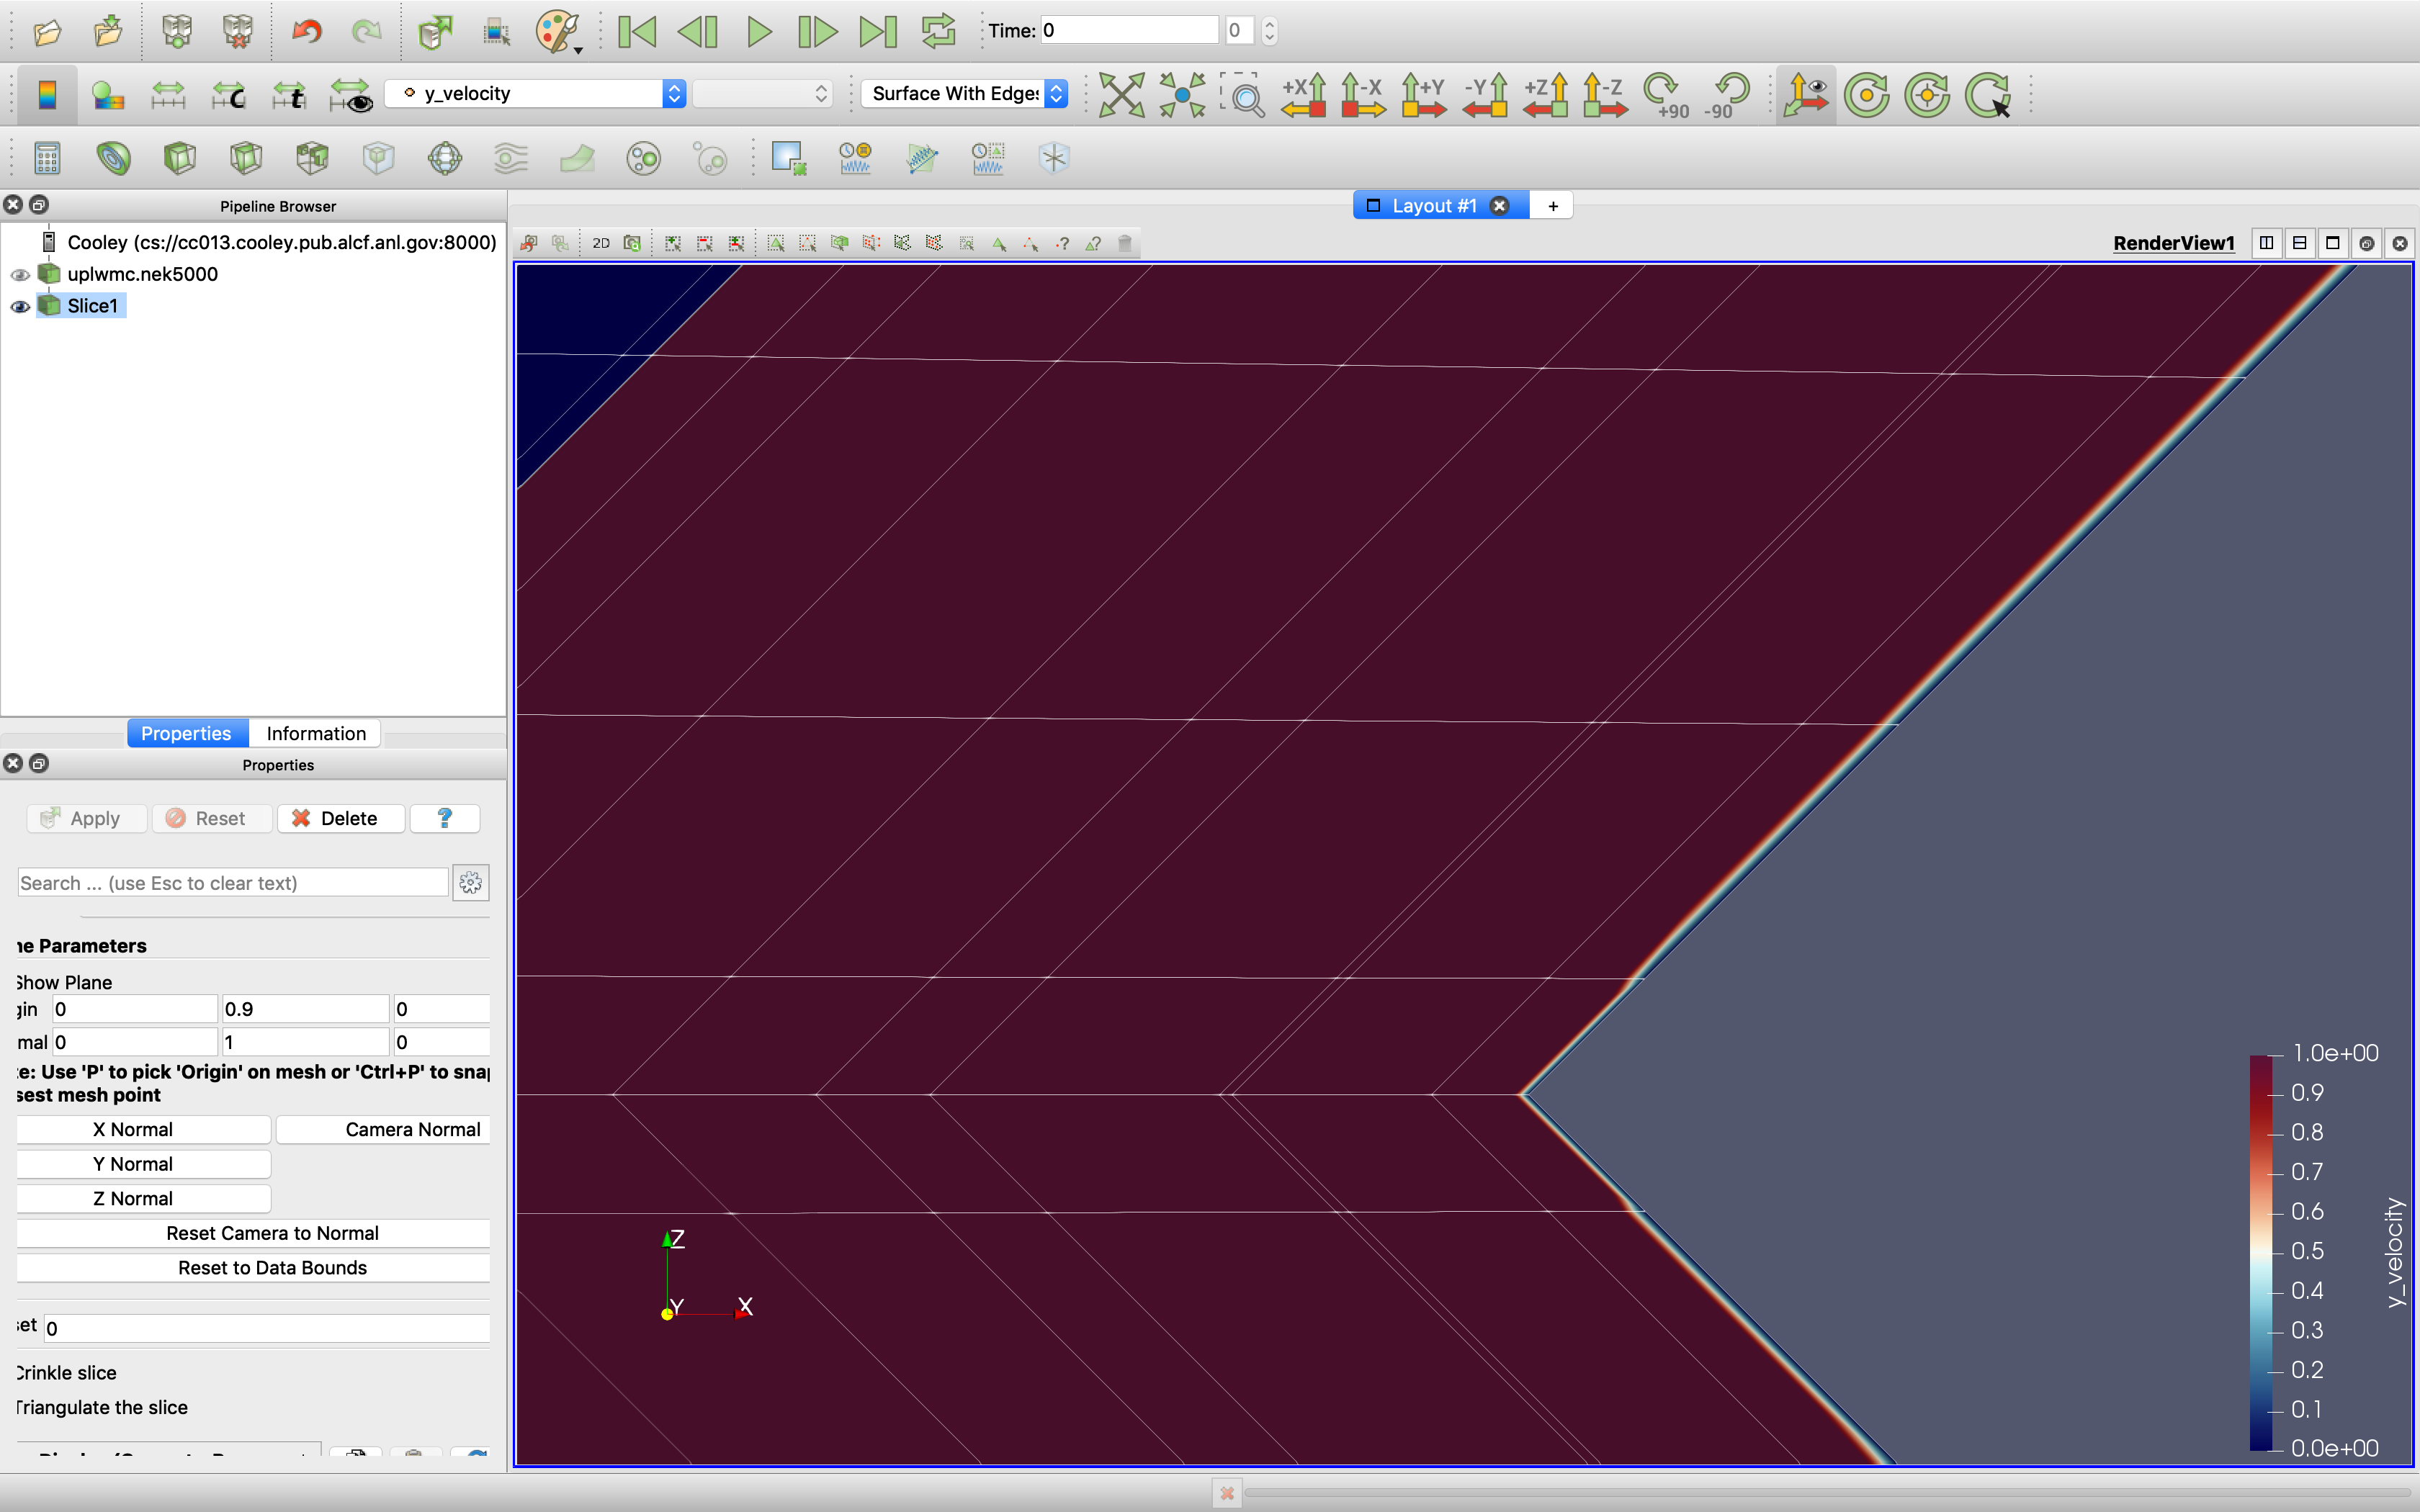 Time: 0
0
y_velocity
Surface With Edges
+X
-X
+Y
-Y
+Z
-Z
+90
-90
Pipeline Browser
Layout #1
+
Cooley (cs://cc013.cooley.pub.alcf.anl.gov:8000)
2D
RenderView1
uplwmc.nek5000
Slice1
Properties
Information
Properties
Apply
Reset
Delete
?
Search ... (use Esc to clear text)
ne Parameters
Show Plane
gin 0 0.9 0
mal 0 1 0
te: Use 'P' to pick 'Origin' on mesh or 'Ctrl+P' to snap
sest mesh point
X Normal
Camera Normal
Y Normal
Z Normal
Reset Camera to Normal
Reset to Data Bounds
set 0
Crinkle slice
Triangulate the slice
Z
Y
X
1.0e+00
0.9
0.8
0.7
0.6
0.5
0.4
0.3
0.2
0.1
0.0e+00
y_velocity